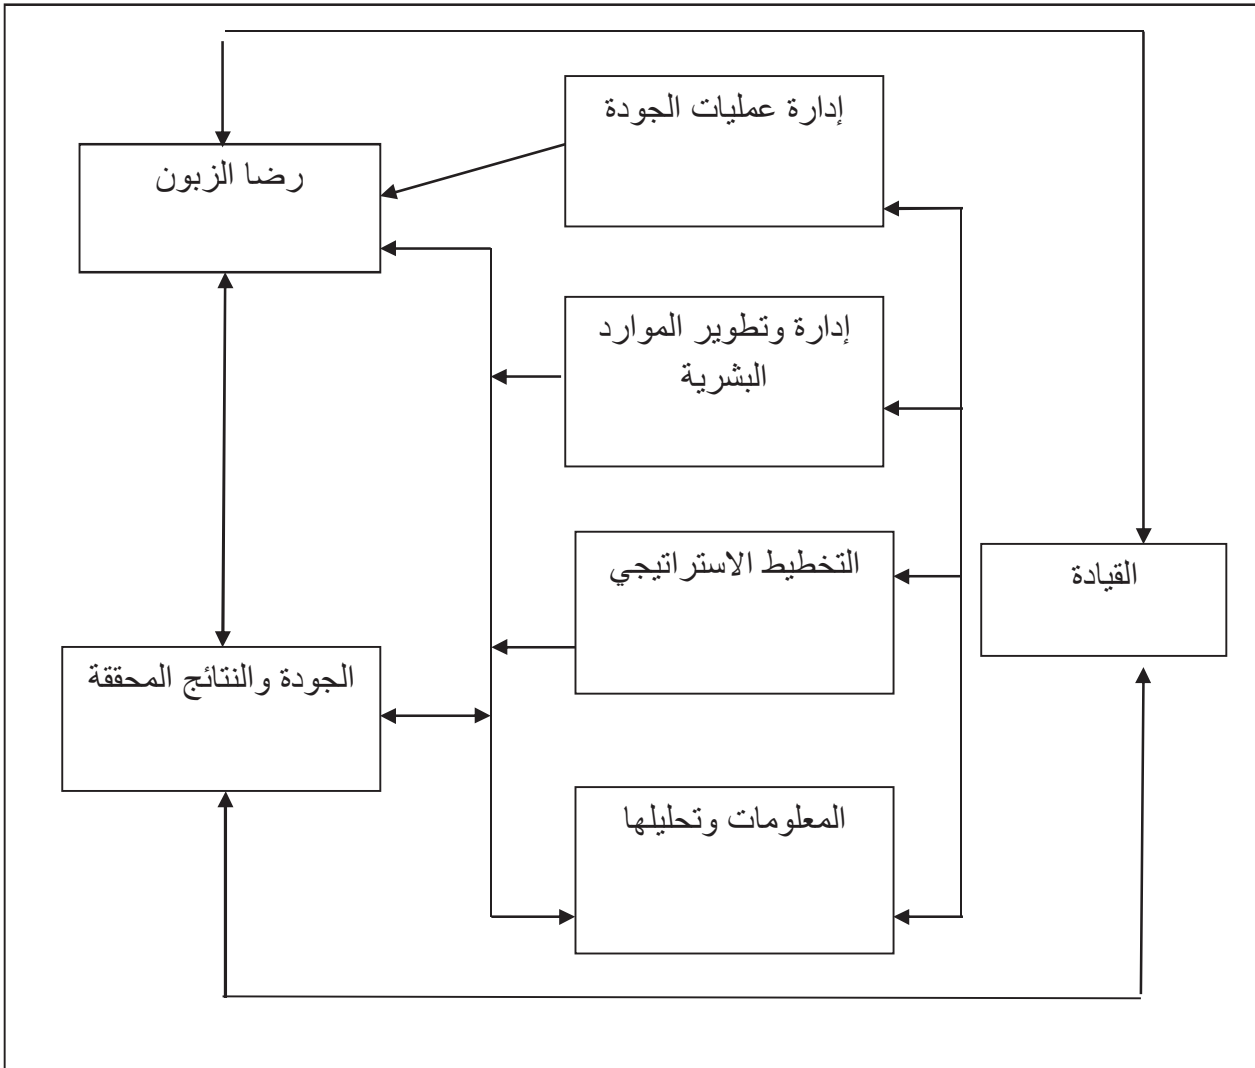 إدارة عمليات الجودة
رضا الزبون
إدارة وتطوير الموارد
البشرية
التخطيط الاستراتيجي
القيادة
الجودة والنتائج المحققة
المعلومات وتحليلها